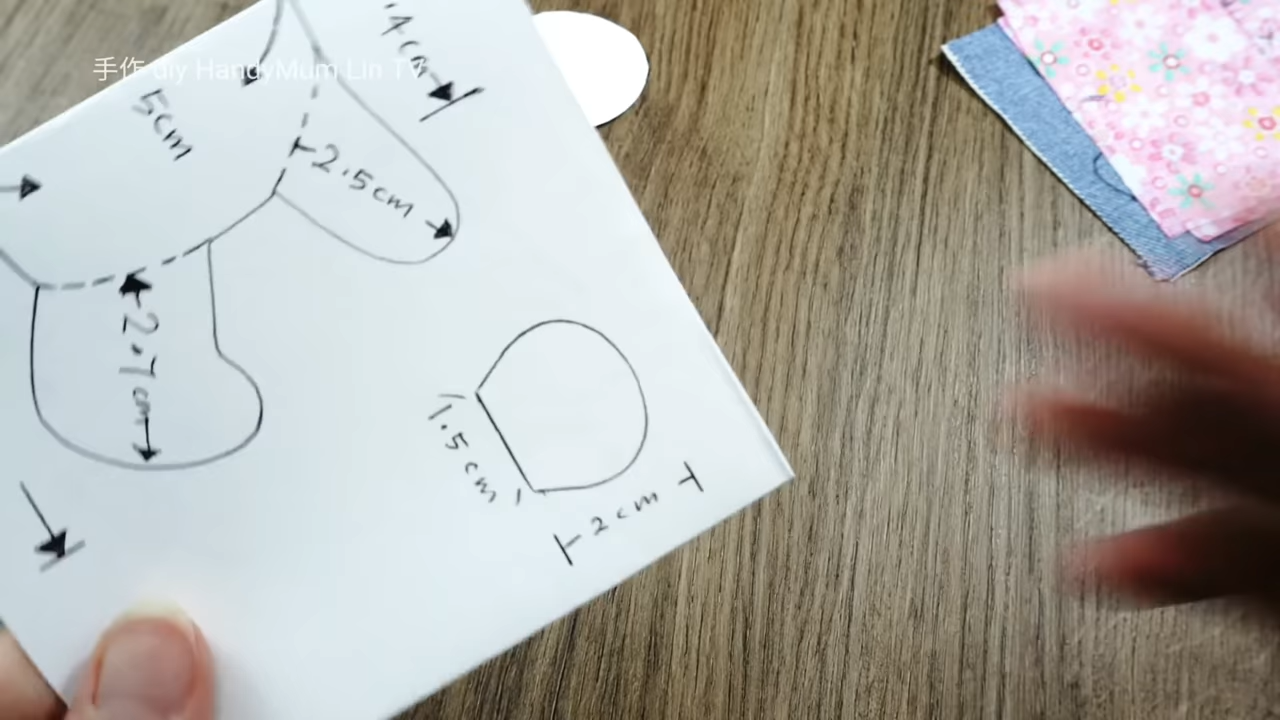 手作 diy HandyMum Lin TV
4cm
5cm
2.5cm
2.7cm
1.5cm
2cm